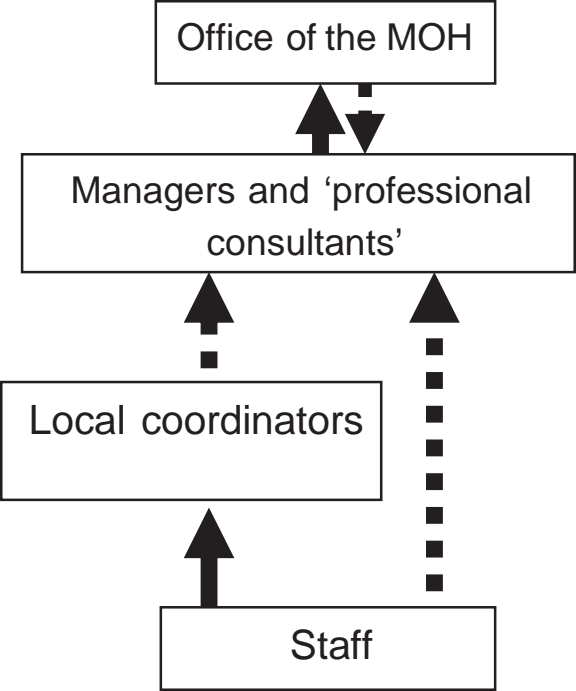 Office of the MOH
Managers and ‘professional
consultants’
Local coordinators
Staff